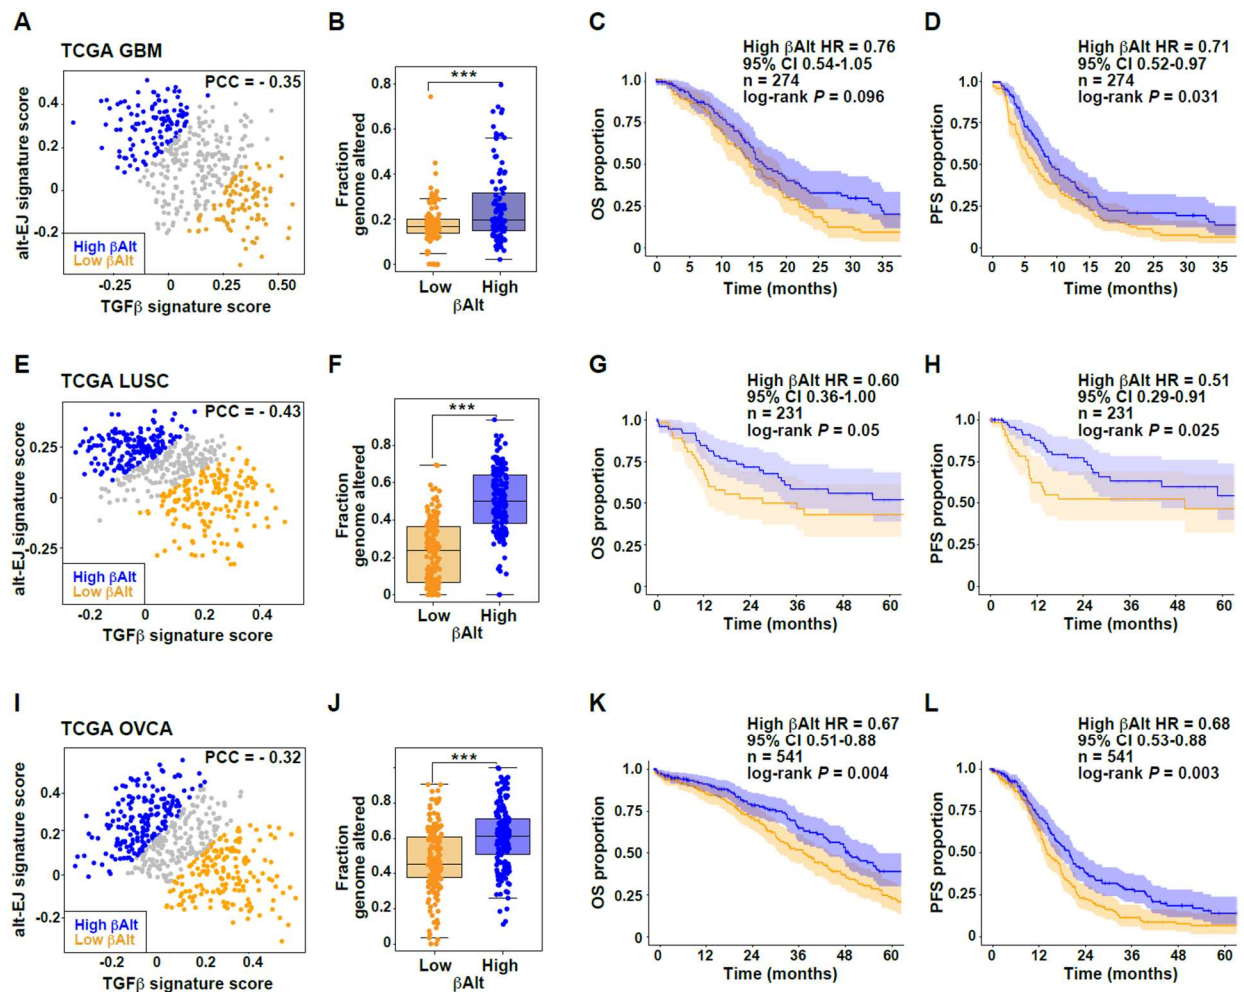 A
TCGA GBM
PCC = - 0.35
alt-EJ signature score
0.4
0.2
0
-0.2
High βAlt
Low βAlt
-0.25
0
0.25
0.50
TGFβ signature score
B
***
Fraction
genome altered
0.8
0.6
0.4
0.2
0
Low
High
βAlt
C
High βAlt HR = 0.76
95% CI 0.54-1.05
n = 274
log-rank P = 0.096
OS proportion
1.0
0.75
0.50
0.25
0
0
5
10
15
20
25
30
35
Time (months)
D
High βAlt HR = 0.71
95% CI 0.52-0.97
n = 274
log-rank P = 0.031
PFS proportion
1.0
0.75
0.50
0.25
0
0
5
10
15
20
25
30
35
Time (months)
E
TCGA LUSC
PCC = - 0.43
alt-EJ signature score
0.25
0
-0.25
High βAlt
Low βAlt
-0.2
0
0.2
0.4
TGFβ signature score
F
***
Fraction
genome altered
0.8
0.6
0.4
0.2
0
Low
High
βAlt
G
High βAlt HR = 0.60
95% CI 0.36-1.00
n = 231
log-rank P = 0.05
OS proportion
1.0
0.75
0.50
0.25
0
0
12
24
36
48
60
Time (months)
H
High βAlt HR = 0.51
95% CI 0.29-0.91
n = 231
log-rank P = 0.025
PFS proportion
1.0
0.75
0.50
0.25
0
0
12
24
36
48
60
Time (months)
I
TCGA OVCA
PCC = - 0.32
alt-EJ signature score
0.4
0.2
0
-0.2
High βAlt
Low βAlt
-0.2
0
0.2
0.4
TGFβ signature score
J
***
Fraction
genome altered
0.8
0.6
0.4
0.2
0
Low
High
βAlt
K
High βAlt HR = 0.67
95% CI 0.51-0.88
n = 541
log-rank P = 0.004
OS proportion
1.0
0.75
0.50
0.25
0
0
12
24
36
48
60
Time (months)
L
High βAlt HR = 0.68
95% CI 0.53-0.88
n = 541
log-rank P = 0.003
PFS proportion
1.0
0.75
0.50
0.25
0
0
12
24
36
48
60
Time (months)